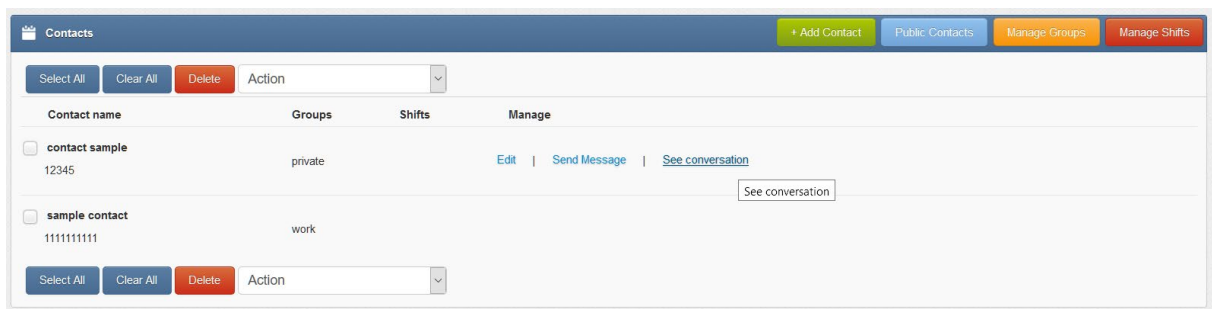 Contacts + Add Contact Public Contacts Manage Groups Manage Shifts
Select All Clear All Delete Action
Contact name Groups Shifts Manage
contact sample
12345
private
Edit | Send Message | See conversation
See conversation
sample contact
1111111111
work
Select All Clear All Delete Action